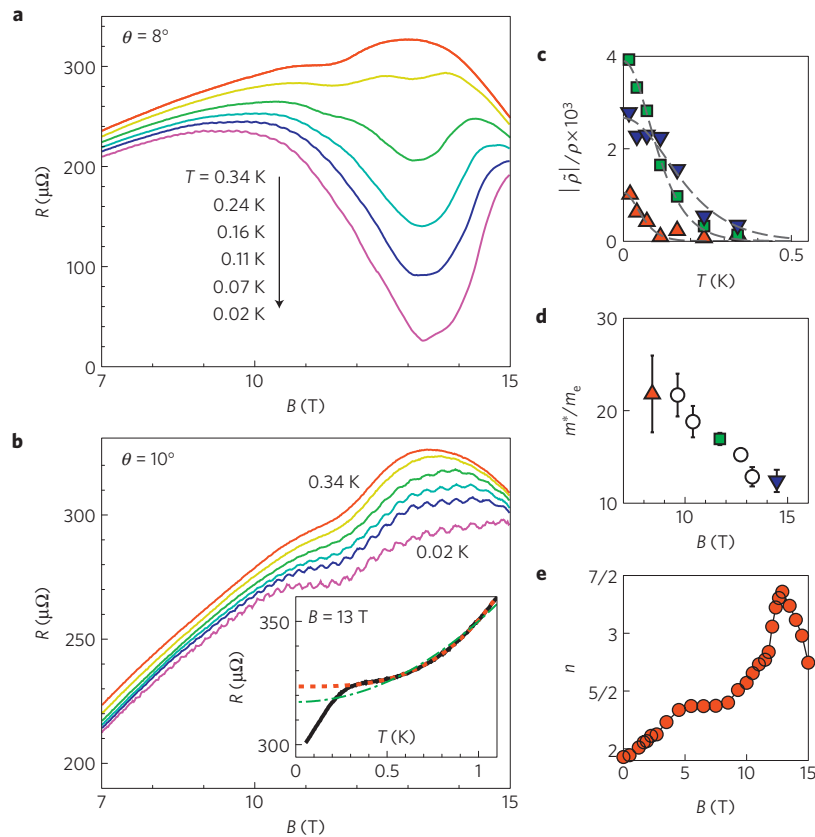 a
θ = 8°
300
200
100
0
R (μΩ)
T = 0.34 K
0.24 K
0.16 K
0.11 K
0.07 K
0.02 K
7
10
15
B (T)
b
θ = 10°
300
250
200
R (μΩ)
0.34 K
0.02 K
B = 13 T
350
300
R (μΩ)
T (K)
0
0.5
1
7
10
15
B (T)
c
4
2
0
|ρ̃|/ρ × 10³
0
0.5
T (K)
d
30
20
10
m*/mₑ
10
15
B (T)
e
7/2
3
5/2
2
n
0
5
10
15
B (T)